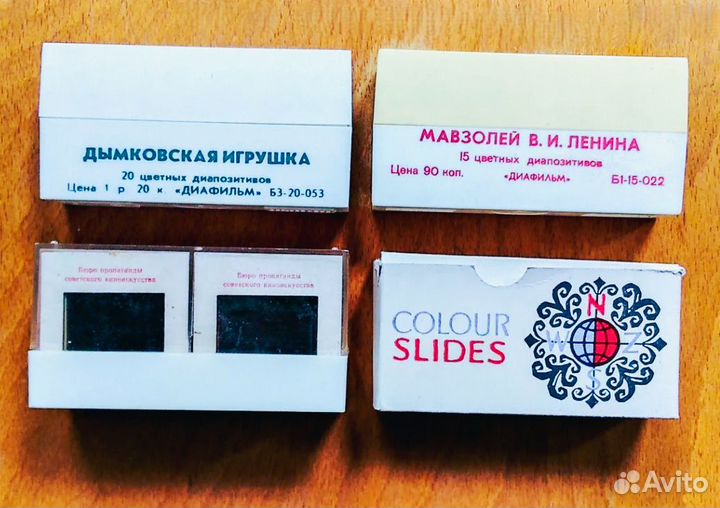 ДЫМКОВСКАЯ ИГРУШКА
20 цветных диапозитивов
Цена 1 р 20 к «ДИАФИЛЬМ» Б3-20-053
МАВЗОЛЕЙ В. И. ЛЕНИНА
15 цветных диапозитивов
Цена 90 коп. «ДИАФИЛЬМ» Б1-15-022
Бюро пропаганды
советского киноискусства
Бюро пропаганды
советского киноискусства
COLOUR
SLIDES
N
W Z
S
Avito